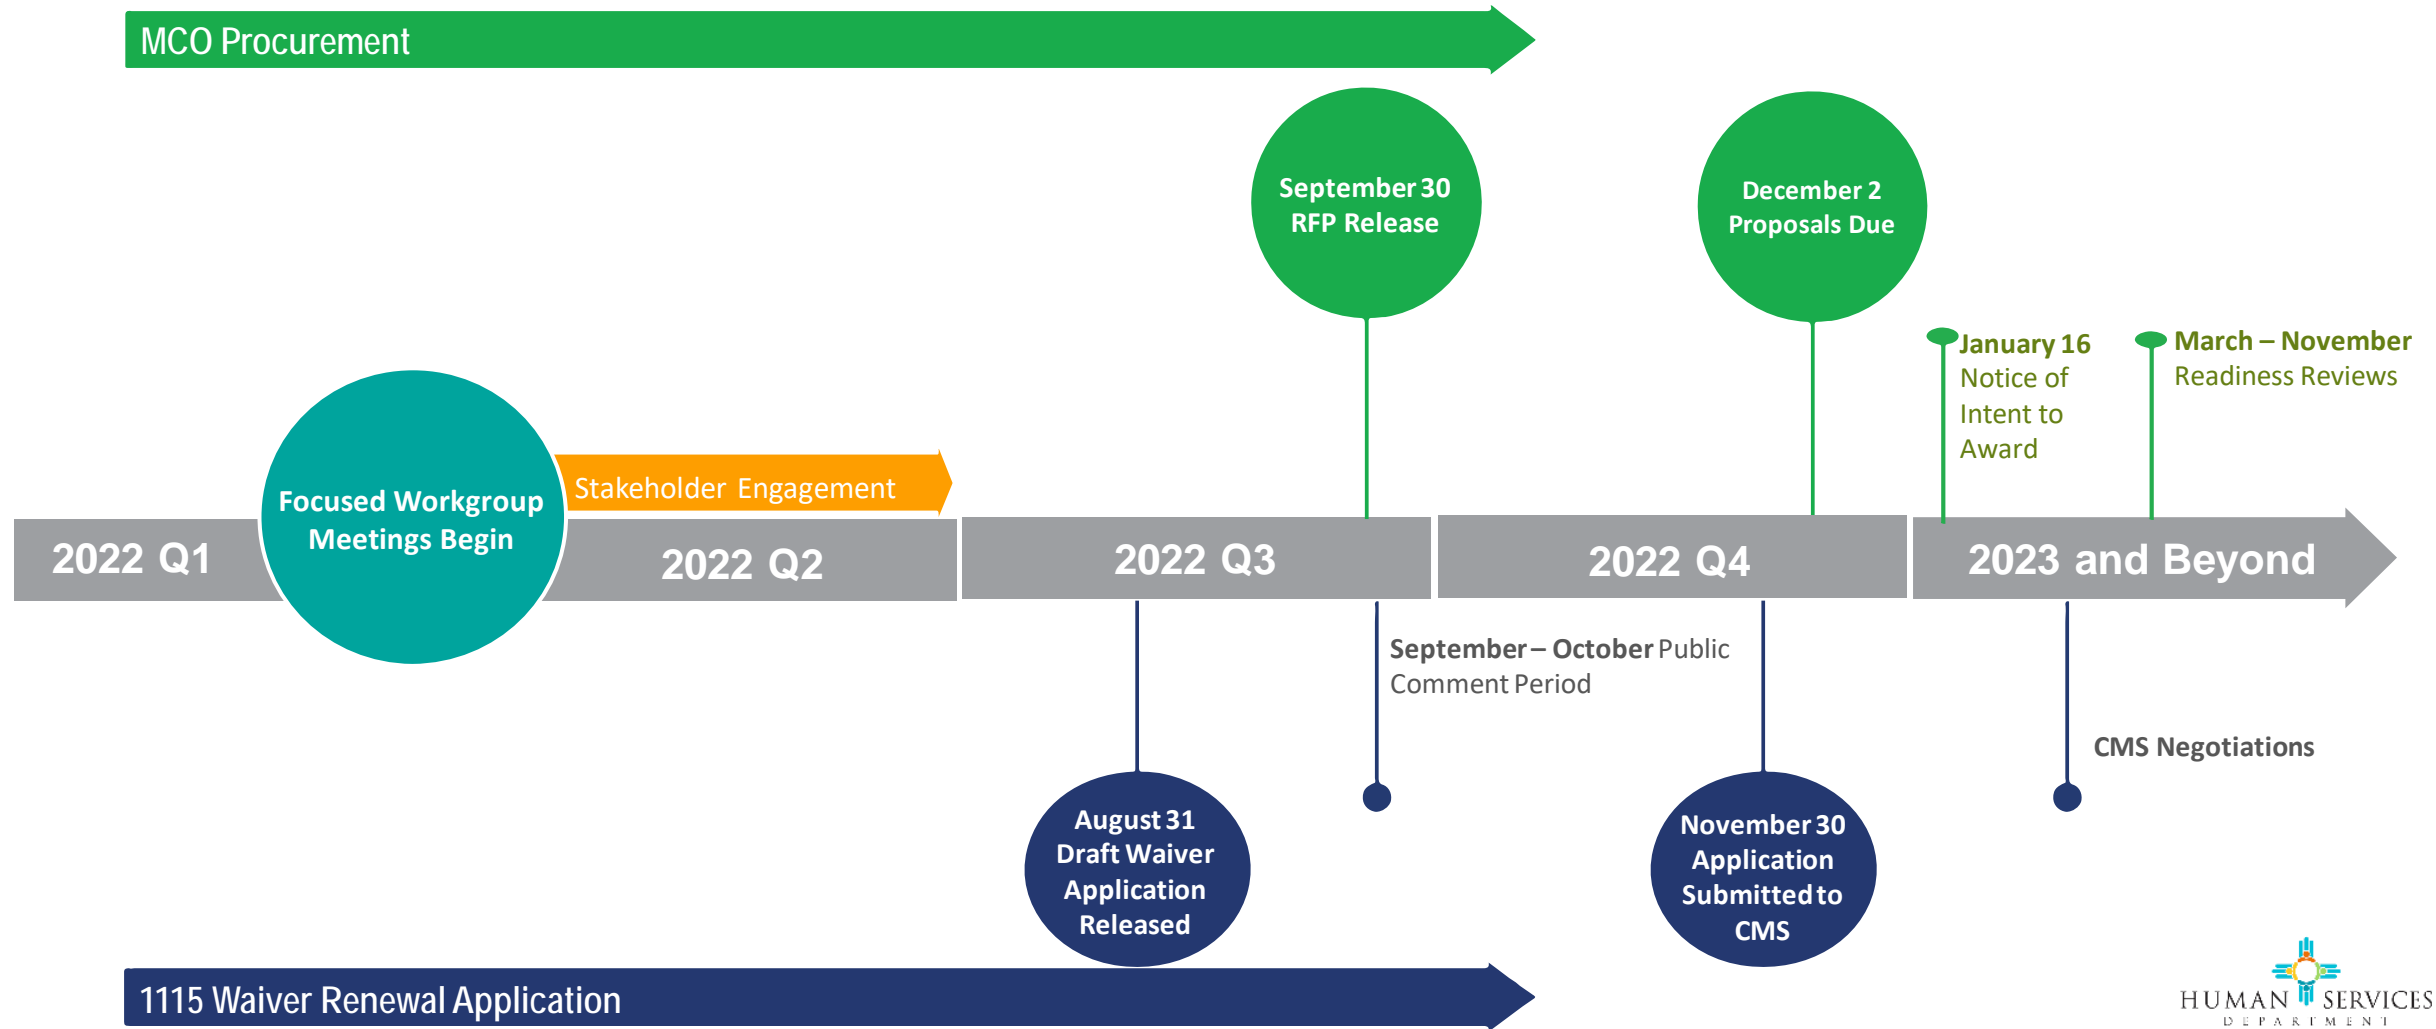 MCO Procurement
September 30
RFP Release
December 2
Proposals Due
January 16
Notice of
Intent to
Award
March – November
Readiness Reviews
Focused Workgroup
Meetings Begin
Stakeholder Engagement
2022 Q1
2022 Q2
2022 Q3
2022 Q4
2023 and Beyond
September – October Public
Comment Period
CMS Negotiations
August 31
Draft Waiver
Application
Released
November 30
Application
Submitted to
CMS
1115 Waiver Renewal Application
HUMAN SERVICES
DEPARTMENT